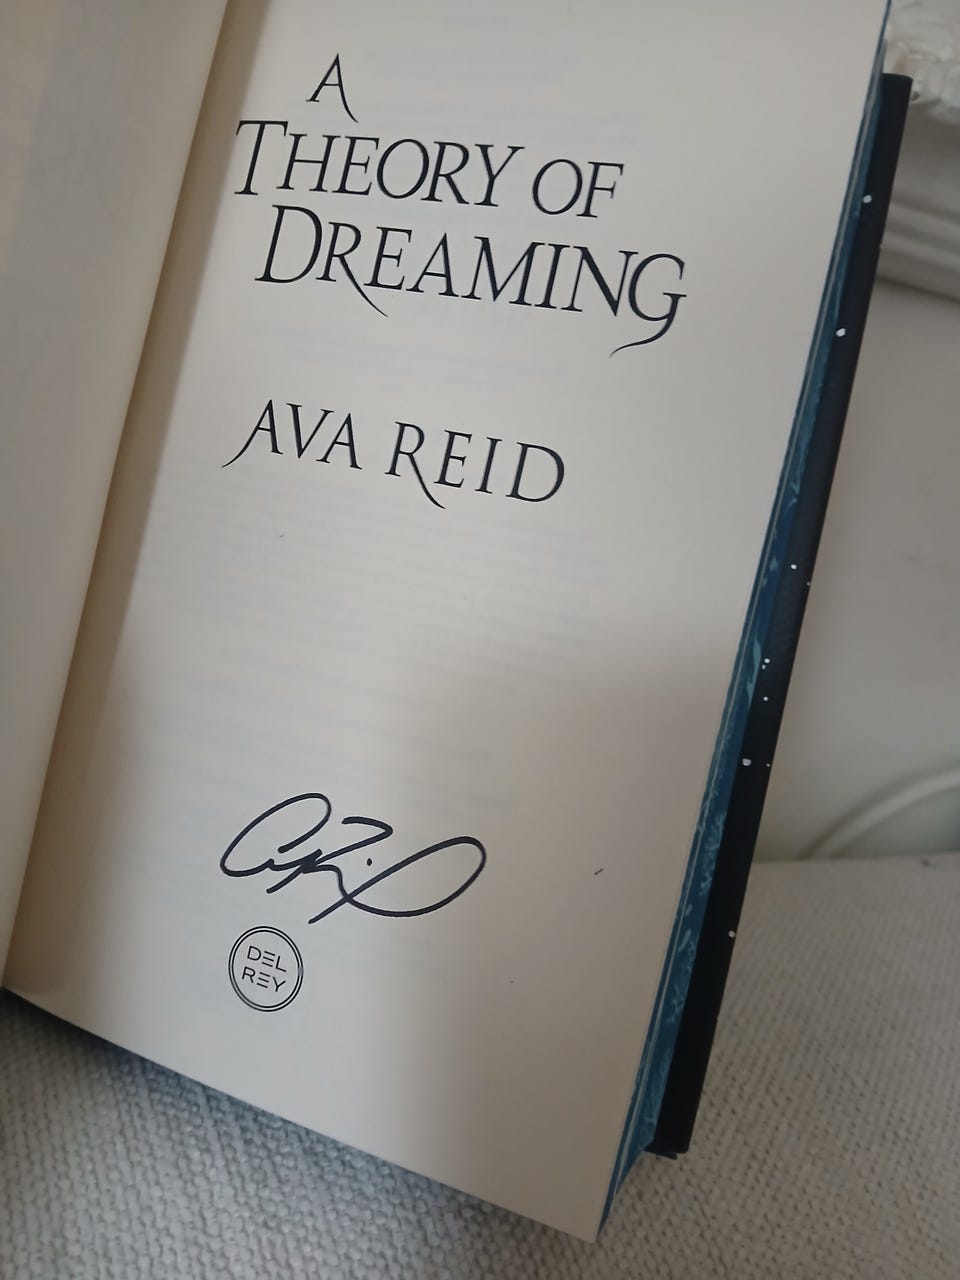 A
THEORY OF
DREAMING
AVA REID
DEL
REY